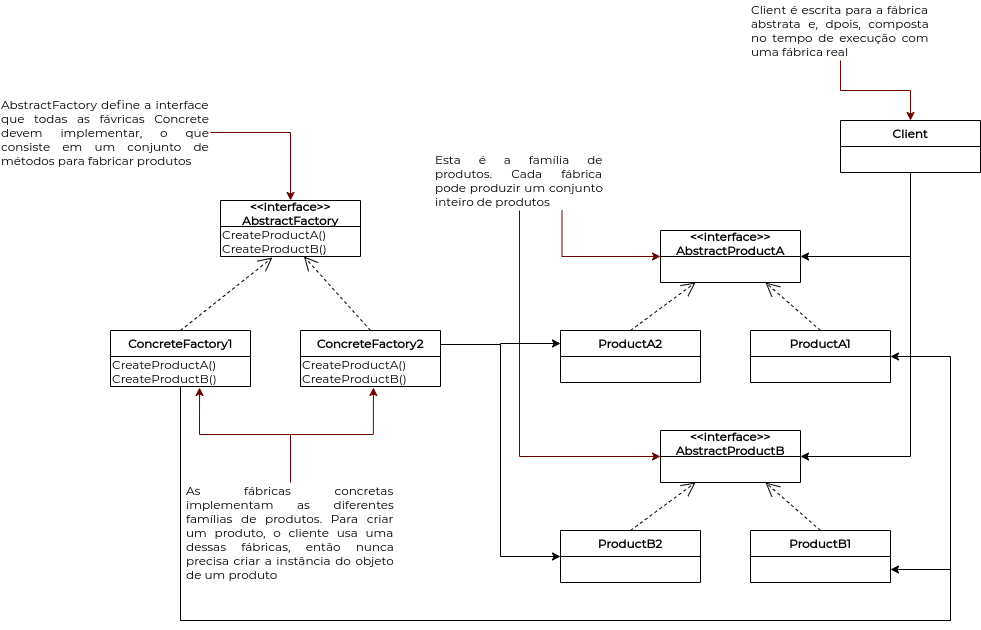 Client é escrita para a fábrica
abstrata e, dpois, composta
no tempo de execução com
uma fábrica real
AbstractFactory define a interface
que todas as fávricas Concrete
devem implementar, o que
consiste em um conjunto de
métodos para fabricar produtos
Client
Esta é a família de
produtos. Cada fábrica
pode produzir um conjunto
inteiro de produtos
<<interface>>
AbstractFactory
CreateProductA()
CreateProductB()
<<interface>>
AbstractProductA
ConcreteFactory1
CreateProductA()
CreateProductB()
ConcreteFactory2
CreateProductA()
CreateProductB()
ProductA2
ProductA1
<<interface>>
AbstractProductB
As fábricas concretas
implementam as diferentes
famílias de produtos. Para criar
um produto, o cliente usa uma
dessas fábricas, então nunca
precisa criar a instância do objeto
de um produto
ProductB2
ProductB1